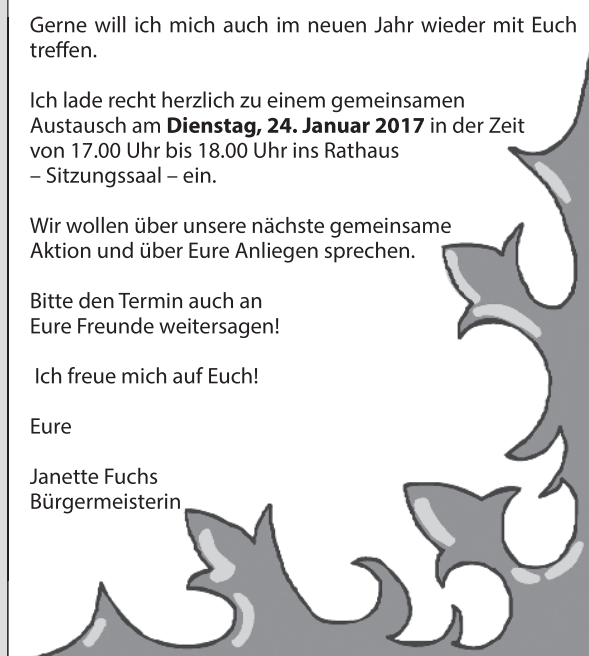 Gerne will ich mich auch im neuen Jahr wieder mit Euch
treffen.
Ich lade recht herzlich zu einem gemeinsamen
Austausch am Dienstag, 24. Januar 2017 in der Zeit
von 17.00 Uhr bis 18.00 Uhr ins Rathaus
– Sitzungssaal – ein.
Wir wollen über unsere nächste gemeinsame
Aktion und über Eure Anliegen sprechen.
Bitte den Termin auch an
Eure Freunde weitersagen!
Ich freue mich auf Euch!
Eure
Janette Fuchs
Bürgermeisterin